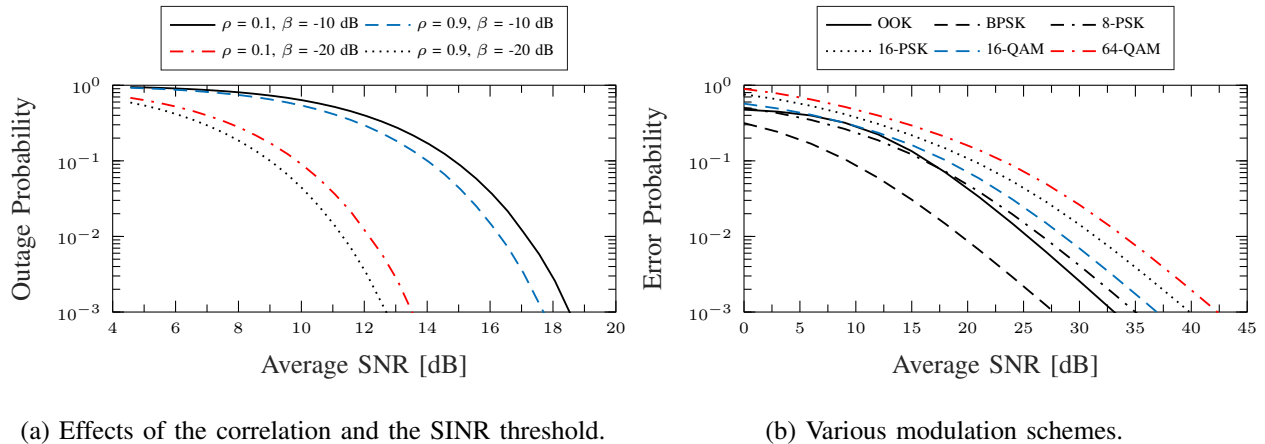 ρ = 0.1, β = -10 dB ρ = 0.9, β = -10 dB
ρ = 0.1, β = -20 dB ρ = 0.9, β = -20 dB
10⁰
10⁻¹
10⁻²
10⁻³
Outage Probability
4 6 8 10 12 14 16 18 20
Average SNR [dB]
(a) Effects of the correlation and the SINR threshold.
OOK BPSK 8-PSK
16-PSK 16-QAM 64-QAM
10⁰
10⁻¹
10⁻²
10⁻³
Error Probability
0 5 10 15 20 25 30 35 40 45
Average SNR [dB]
(b) Various modulation schemes.